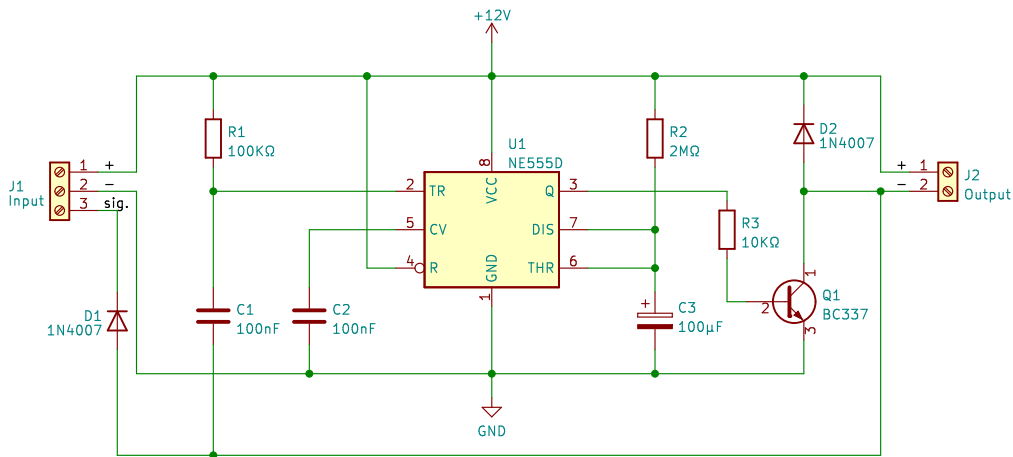 +12V
R1
100KΩ
R2
2MΩ
D2
1N4007
U1
NE555D
8
VCC
J1
Input
1
+
2
−
3
sig.
2
TR
5
CV
4
R
Q
3
DIS
7
THR
6
GND
1
R3
10KΩ
+
1
−
2
J2
Output
D1
1N4007
C1
100nF
C2
100nF
+
C3
100µF
1
2
3
Q1
BC337
GND